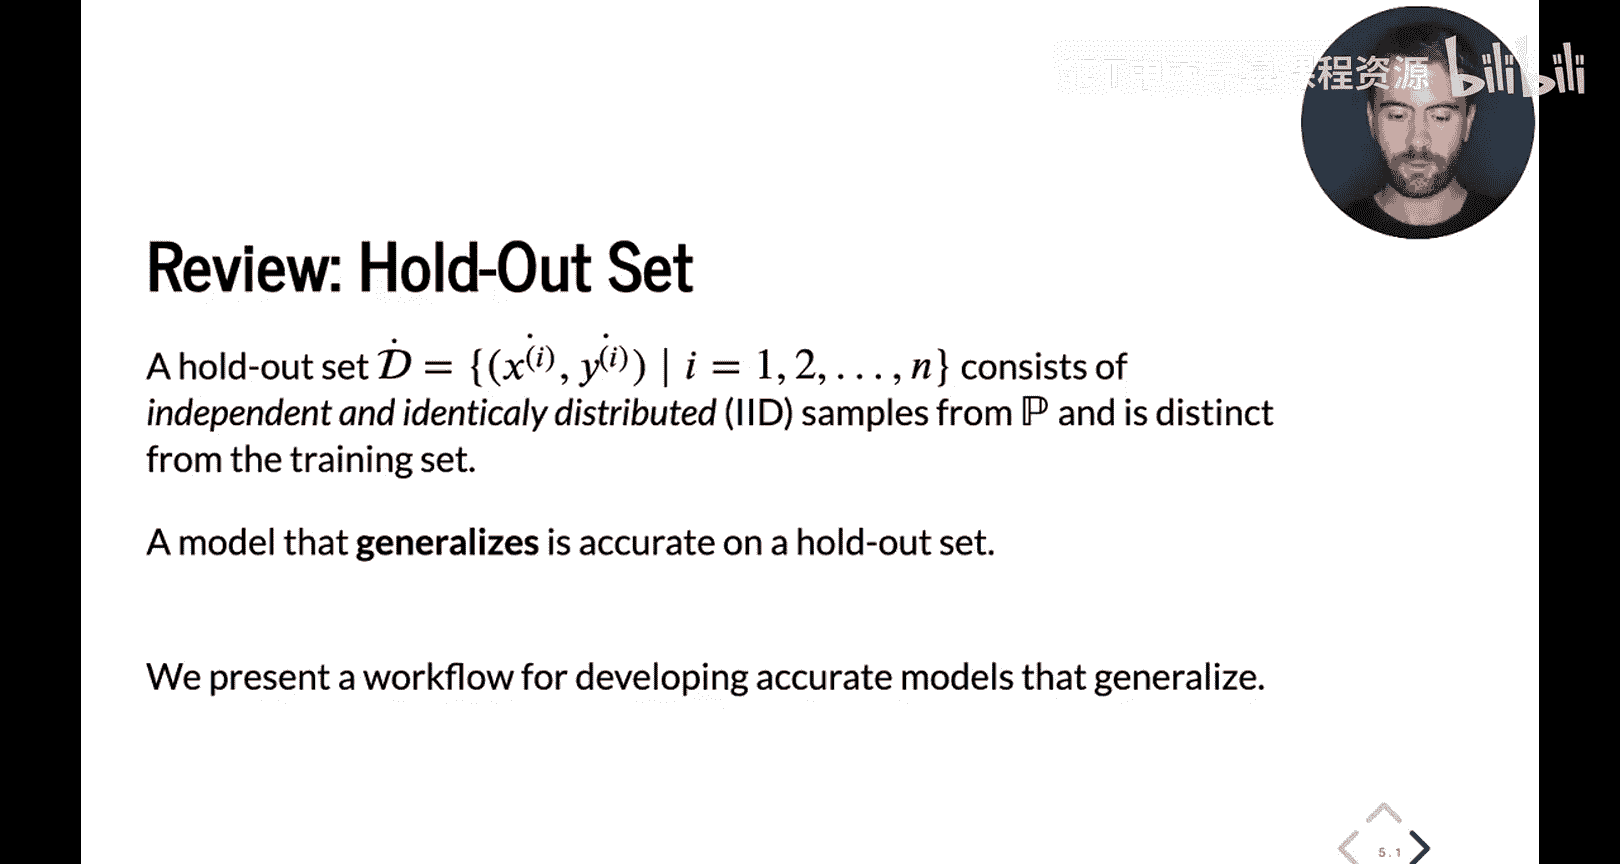 程资源 bilibili
Review: Hold-Out Set
A hold-out set 𝒟̇ = {(ẋ⁽ⁱ⁾, ẏ⁽ⁱ⁾) | i = 1, 2, . . . , n} consists of
independent and identicaly distributed (IID) samples from ℙ and is distinct
from the training set.
A model that generalizes is accurate on a hold-out set.
We present a workflow for developing accurate models that generalize.
5.1